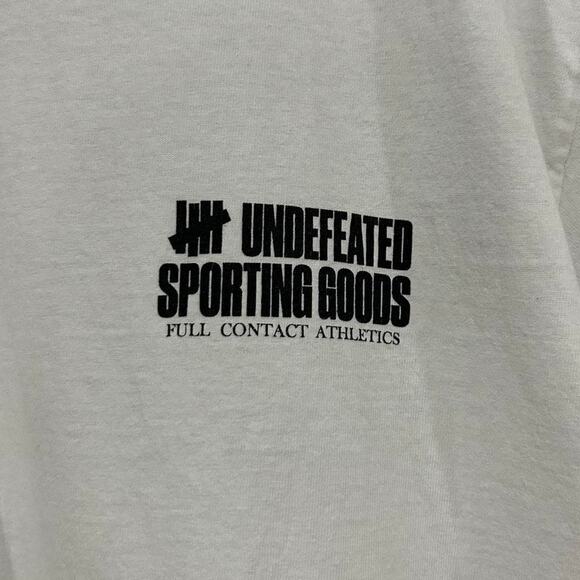 UNDEFEATED
SPORTING GOODS
FULL CONTACT ATHLETICS